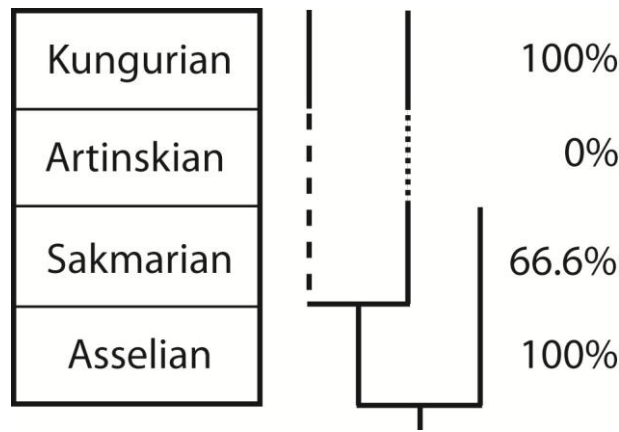 Kungurian 100%
Artinskian 0%
Sakmarian 66.6%
Asselian 100%